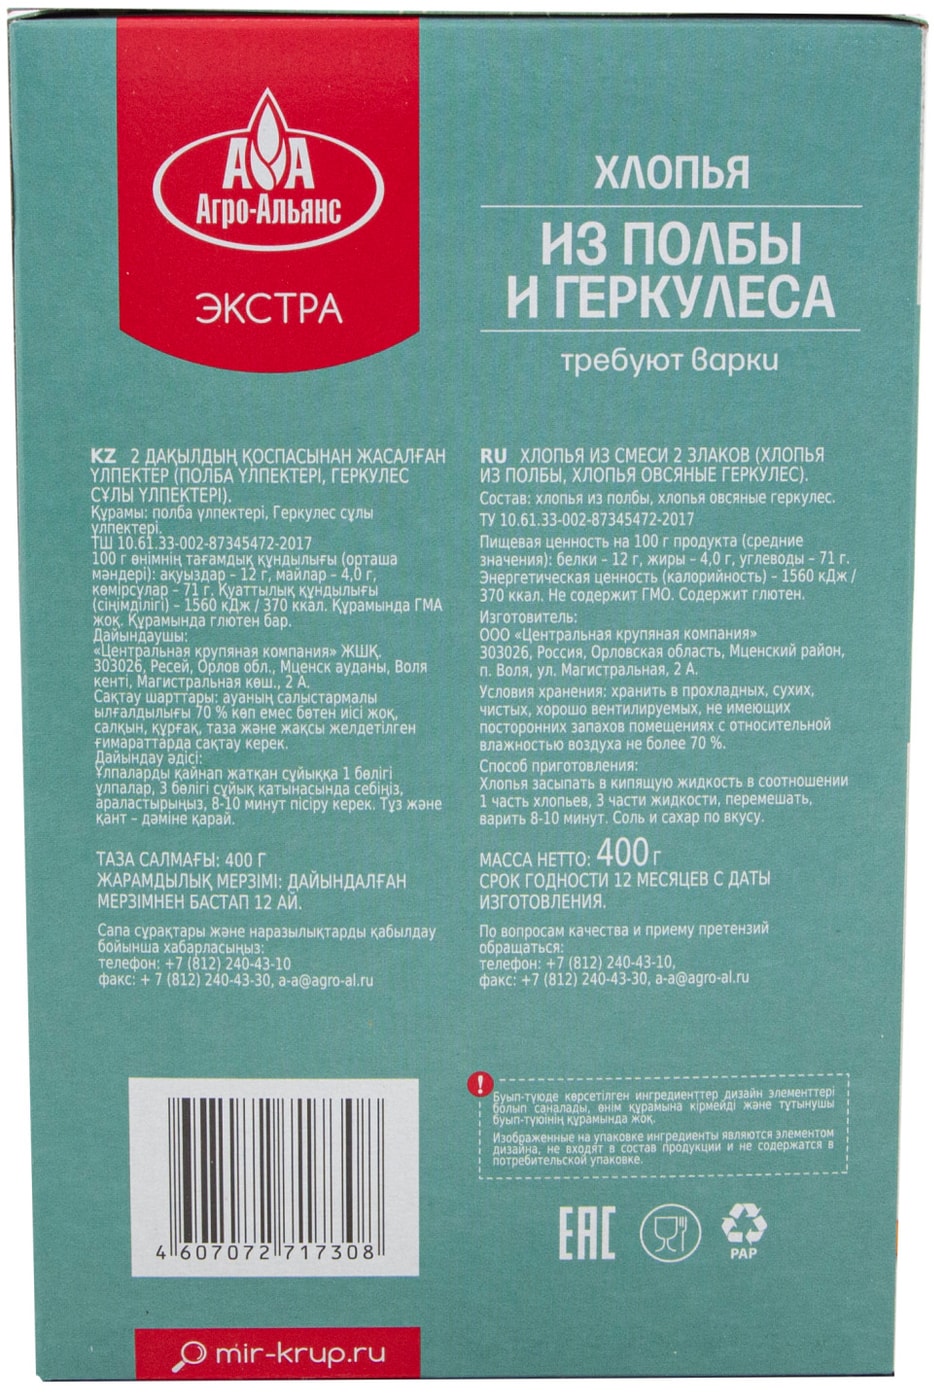 АА
Агро-Альянс
ЭКСТРА
ХЛОПЬЯ
ИЗ ПОЛБЫ
И ГЕРКУЛЕСА
требуют варки
KZ 2 ДАҚЫЛДЫҢ ҚОСПАСЫНАН ЖАСАЛҒАН
ҮЛПЕКТЕР (ПОЛБА ҮЛПЕКТЕРІ, ГЕРКУЛЕС
СҰЛЫ ҮЛПЕКТЕРІ).
Құрамы: полба үлпектері, Геркулес сұлы
үлпектері.
ТШ 10.61.33-002-87345472-2017
100 г өнімнің тағамдық құндылығы (орташа
мәндері): ақуыздар – 12 г, майлар – 4,0 г,
көмірсулар – 71 г. Қуаттылық құндылығы
(сіңімділігі) – 1560 кДж / 370 ккал. Құрамында ГМА
жоқ. Құрамында глютен бар.
Дайындаушы:
«Центральная крупяная компания» ЖШҚ.
303026, Ресей, Орлов обл., Мценск ауданы, Воля
кенті, Магистральная көш., 2 А.
Сақтау шарттары: ауаның салыстармалы
ылғалдылығы 70 % көп емес бөтен иісі жоқ,
салқын, құрғақ, таза және жақсы желдетілген
ғимараттарда сақтау керек.
Дайындау әдісі:
Үлпаларды қайнап жатқан сұйыққа 1 бөлігі
ұлпалар, 3 бөлігі сұйық қатынасында себіңіз,
араластырыңыз, 8-10 минут пісіру керек. Тұз және
қант – дәміне қарай.
ТАЗА САЛМАҒЫ: 400 Г
ЖАРАМДЫЛЫҚ МЕРЗІМІ: ДАЙЫНДАЛҒАН
МЕРЗІМНЕН БАСТАП 12 АЙ.
Сапа сұрақтары және наразылықтарды қабылдау
бойынша хабарласыңыз:
телефон: +7 (812) 240-43-10
факс: + 7 (812) 240-43-30, a-a@agro-al.ru
RU ХЛОПЬЯ ИЗ СМЕСИ 2 ЗЛАКОВ (ХЛОПЬЯ
ИЗ ПОЛБЫ, ХЛОПЬЯ ОВСЯНЫЕ ГЕРКУЛЕС).
Состав: хлопья из полбы, хлопья овсяные геркулес.
ТУ 10.61.33-002-87345472-2017
Пищевая ценность на 100 г продукта (средние
значения): белки – 12 г, жиры – 4,0 г, углеводы – 71 г.
Энергетическая ценность (калорийность) – 1560 кДж /
370 ккал. Не содержит ГМО. Содержит глютен.
Изготовитель:
ООО «Центральная крупяная компания»
303026, Россия, Орловская область, Мценский район,
п. Воля, ул. Магистральная, 2 А.
Условия хранения: хранить в прохладных, сухих,
чистых, хорошо вентилируемых, не имеющих
посторонних запахов помещениях с относительной
влажностью воздуха не более 70 %.
Способ приготовления:
Хлопья засыпать в кипящую жидкость в соотношении
1 часть хлопьев, 3 части жидкости, перемешать,
варить 8-10 минут. Соль и сахар по вкусу.
МАССА НЕТТО: 400 г
СРОК ГОДНОСТИ 12 МЕСЯЦЕВ С ДАТЫ
ИЗГОТОВЛЕНИЯ.
По вопросам качества и приему претензий
обращаться:
телефон: +7 (812) 240-43-10,
факс: +7 (812) 240-43-30, a-a@agro-al.ru
!
Буып-түюде көрсетілген ингредиенттер дизайн элементтері
болып саналады, өнім құрамына кірмейді және тұтынушы
буып-түюінің құрамында жоқ.
Изображенные на упаковке ингредиенты являются элементом
дизайна, не входят в состав продукции и не содержатся в
потребительской упаковке.
4 607072 717308
EAC
PAP
mir-krup.ru